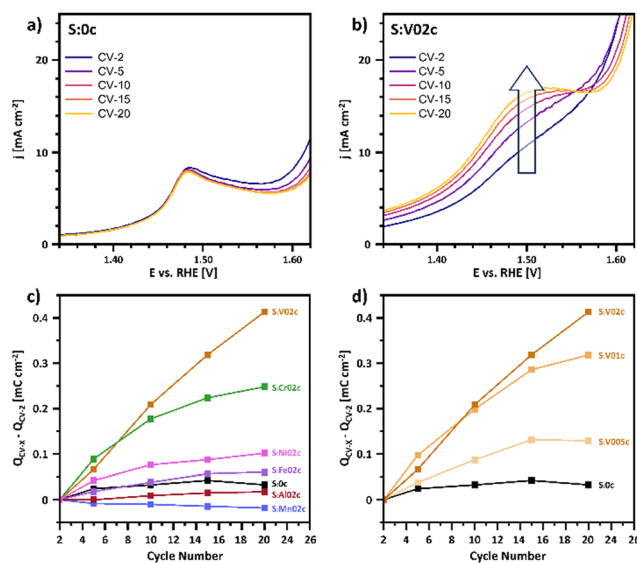 a)
S:0c
CV-2
CV-5
CV-10
CV-15
CV-20
j [mA cm⁻²]
0
10
20
1.40
1.50
1.60
E vs. RHE [V]
b)
S:V02c
CV-2
CV-5
CV-10
CV-15
CV-20
j [mA cm⁻²]
0
10
20
1.40
1.50
1.60
E vs. RHE [V]
c)
Q_CV-X - Q_CV-2 [mC cm⁻²]
0.4
0.3
0.2
0.1
0
S:V02c
S:Cr02c
S:Ni02c
S:Fe02c
S:0c
S:Al02c
S:Mn02c
2 4 6 8 10 12 14 16 18 20 22 24 26
Cycle Number
d)
Q_CV-X - Q_CV-2 [mC cm⁻²]
0.4
0.3
0.2
0.1
0
S:V02c
S:V01c
S:V005c
S:0c
2 4 6 8 10 12 14 16 18 20 22 24 26
Cycle Number